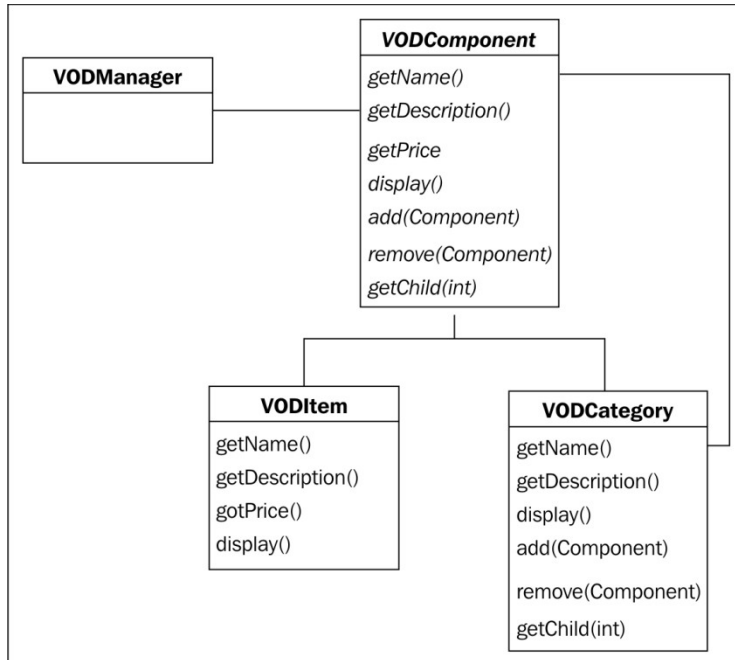 VODManager
VODComponent
getName()
getDescription()
getPrice
display()
add(Component)
remove(Component)
getChild(int)
VODItem
getName()
getDescription()
gotPrice()
display()
VODCategory
getName()
getDescription()
display()
add(Component)
remove(Component)
getChild(int)